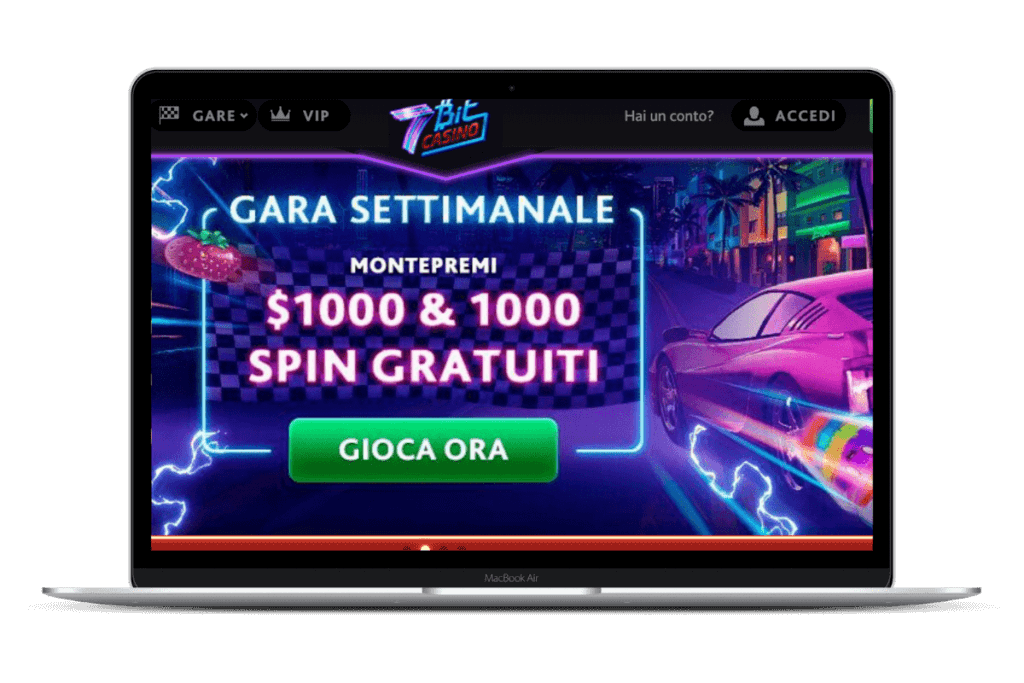 GARE
VIP
7Bit
CASINO
Hai un conto?
ACCEDI
GARA SETTIMANALE
MONTEPREMI
$1000 & 1000
SPIN GRATUITI
GIOCA ORA
MacBook Air